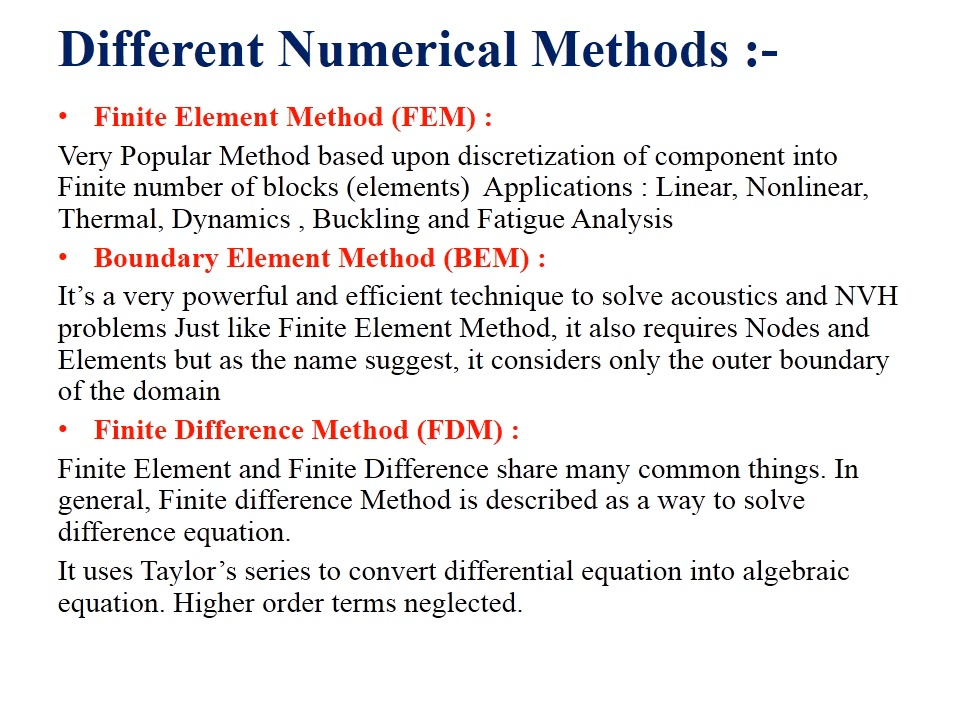 Different Numerical Methods :-
• Finite Element Method (FEM) :
Very Popular Method based upon discretization of component into
Finite number of blocks (elements)  Applications : Linear, Nonlinear,
Thermal, Dynamics , Buckling and Fatigue Analysis
• Boundary Element Method (BEM) :
It’s a very powerful and efficient technique to solve acoustics and NVH
problems Just like Finite Element Method, it also requires Nodes and
Elements but as the name suggest, it considers only the outer boundary
of the domain
• Finite Difference Method (FDM) :
Finite Element and Finite Difference share many common things. In
general, Finite difference Method is described as a way to solve
difference equation.
It uses Taylor’s series to convert differential equation into algebraic
equation. Higher order terms neglected.